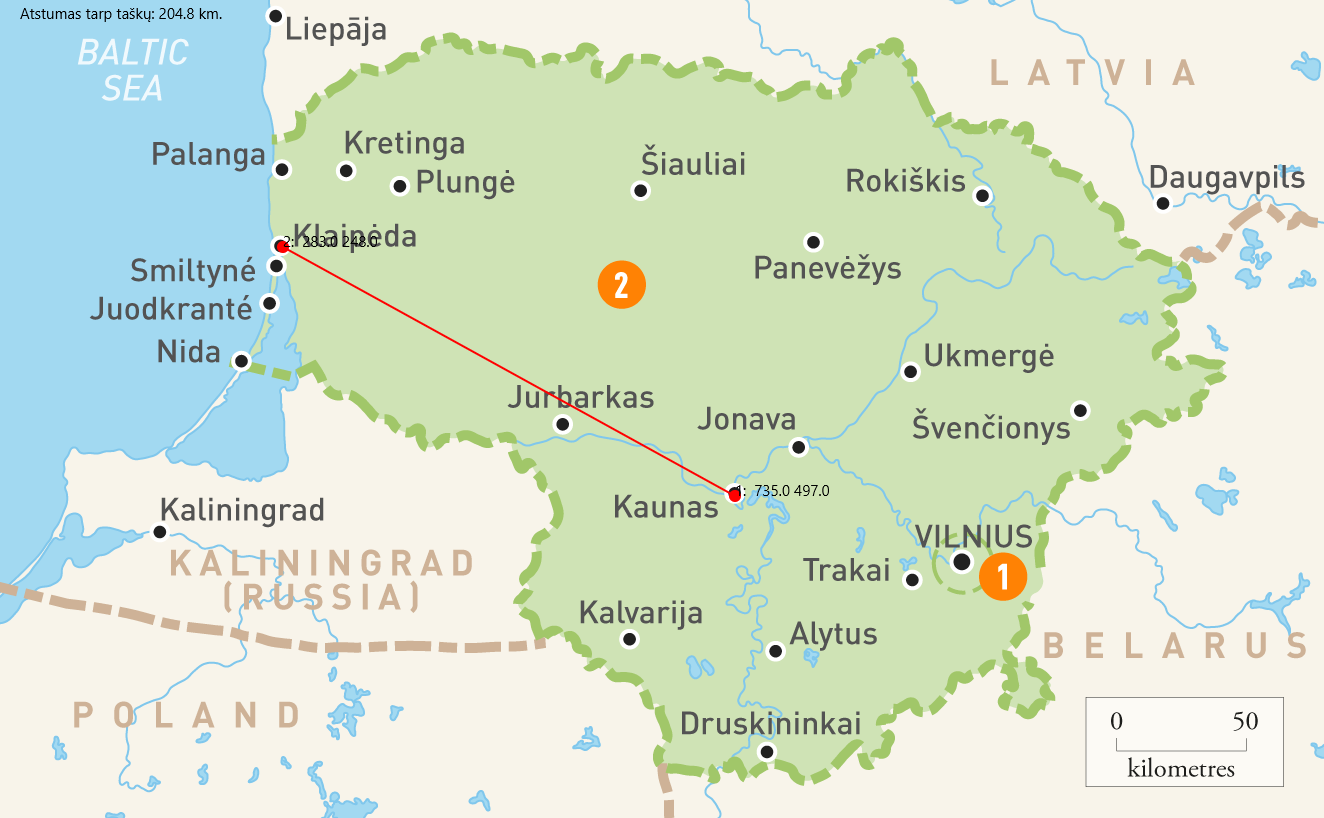 Atstumas tarp taškų: 204.8 km.
Liepāja
BALTIC
SEA
LATVIA
Kretinga
Palanga
Plungė
Šiauliai
Rokiškis
Daugavpils
Klaipėda
2: 283.0 248.0
Smiltyné
Panevėžys
2
Juodkranté
Nida
Ukmergė
Jurbarkas
Jonava
Švenčionys
1: 735.0 497.0
Kaunas
Kaliningrad
VILNIUS
KALININGRAD
(RUSSIA)
Trakai
1
Kalvarija
Alytus
BELARUS
POLAND
Druskininkai
0 50
kilometres